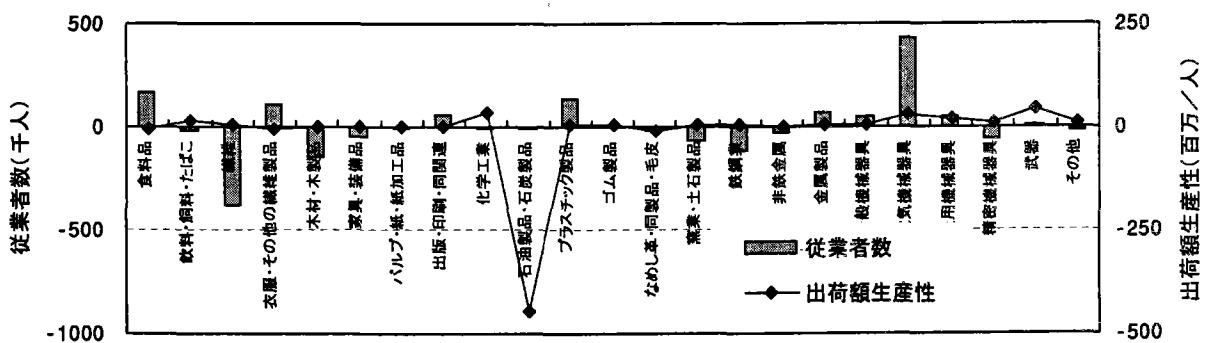 500
0
-500
-1000
従業者数(千人)
250
0
-250
-500
出荷額生産性(百万/人)
食料品
飲料・飼料・たばこ
繊維
衣服・その他の繊維製品
木材・木製品
家具・装備品
パルプ・紙・紙加工品
出版・印刷・同関連
化学工業
石油製品・石炭製品
プラスチック製品
ゴム製品
なめし革・同製品・毛皮
窯業・土石製品
鉄鋼業
非鉄金属
金属製品
般機械器具
気機械器具
用機械器具
精密機械器具
武器
その他
従業者数
出荷額生産性